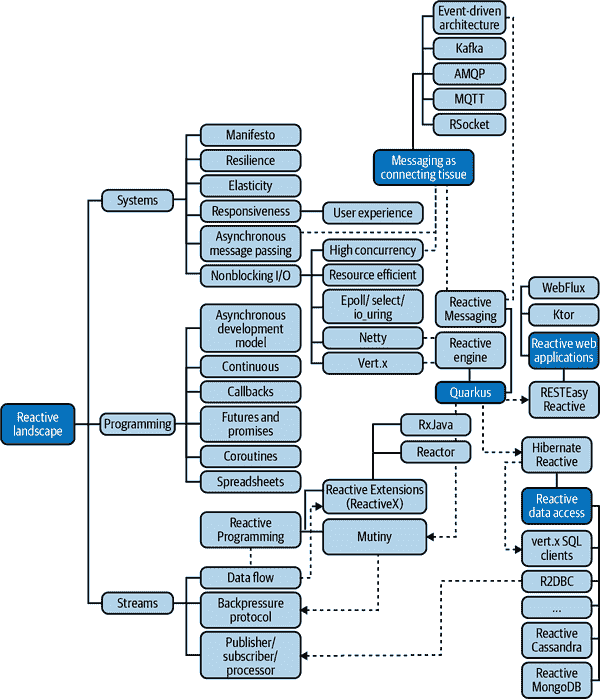 Event-driven
architecture
Kafka
AMQP
MQTT
RSocket
Messaging as
connecting tissue
Manifesto
Resilience
Elasticity
Systems
Responsiveness
User experience
Asynchronous
message passing
Nonblocking I/O
High concurrency
Resource efficient
Epoll/ select/
io_uring
Netty
Vert.x
Reactive
Messaging
Reactive
engine
Quarkus
WebFlux
Ktor
Reactive web
applications
RESTEasy
Reactive
Asynchronous
development
model
Continuous
Callbacks
Reactive
landscape
Programming
Futures and
promises
Coroutines
Spreadsheets
RxJava
Reactor
Reactive Extensions
(ReactiveX)
Reactive
Programming
Mutiny
Hibernate
Reactive
Reactive
data access
vert.x SQL
clients
R2DBC
...
Reactive
Cassandra
Reactive
MongoDB
Data flow
Streams
Backpressure
protocol
Publisher/
subscriber/
processor